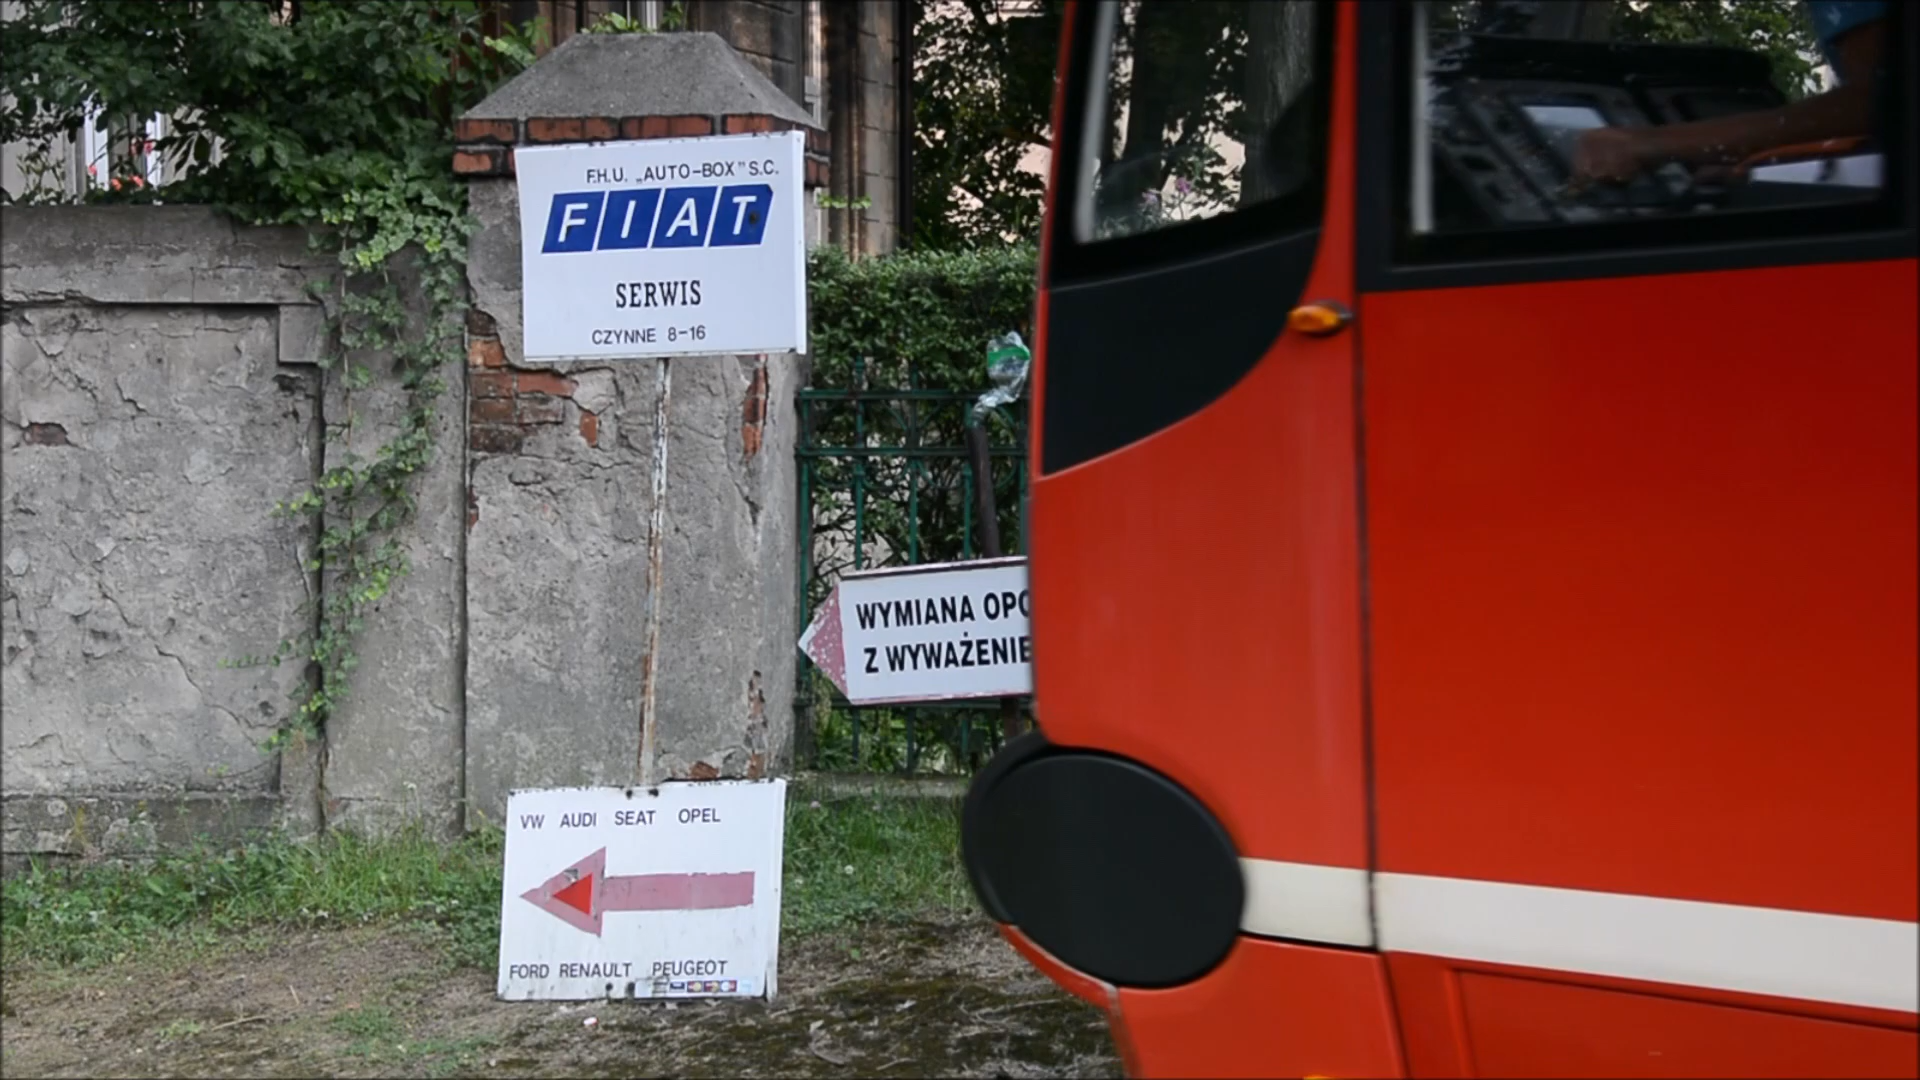 F.H.U. „AUTO-BOX” S.C.
FIAT
SERWIS
CZYNNE 8-16
WYMIANA OPO
Z WYWAŻENIE
VW AUDI SEAT OPEL
FORD RENAULT PEUGEOT